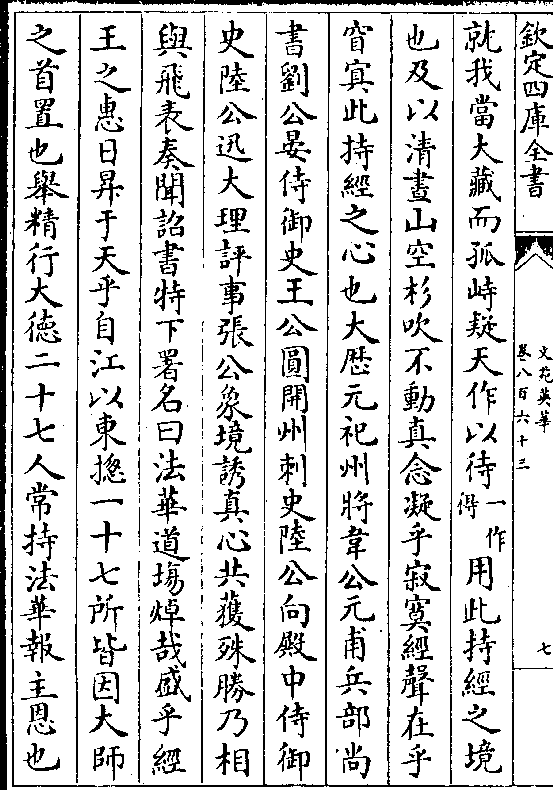 欽定四庫全書
文苑英華
卷八百六十三
七
就我當大藏而孤峙疑天作以待一作得用此持經之境
也及以清晝山空杉吹不動真念凝乎寂寞經聲在乎
窅寘此持經之心也大歴元祀州將韋公元甫兵部尚
書劉公晏侍御史王公圓開州刺史陸公向殿中侍御
史陸公迅大理評事張公象境誘真心共獲殊勝乃相
與飛表奏聞詔書特下署名曰法華道塲焯哉盛乎經
王之惠日昇于天乎自江以東摠一十七所皆因大師
之首置也舉精行大徳二十七人常持法華報主恩也